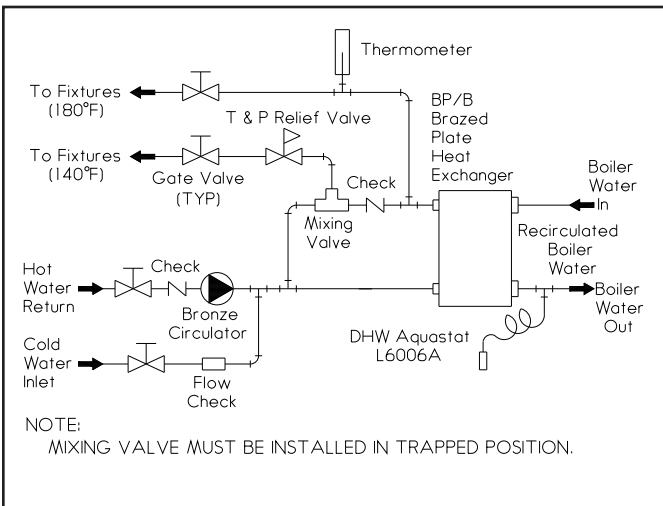 Thermometer
To Fixtures
(180°F)
T & P Relief Valve
BP/B
Brazed
Plate
Heat
Exchanger
To Fixtures
(140°F)
Gate Valve
(TYP)
Check
Mixing
Valve
Boiler
Water
In
Recirculated
Boiler
Water
Hot
Water
Return
Check
Bronze
Circulator
Boiler
Water
Out
DHW Aquastat
L6006A
Cold
Water
Inlet
Flow
Check
NOTE:
MIXING VALVE MUST BE INSTALLED IN TRAPPED POSITION.